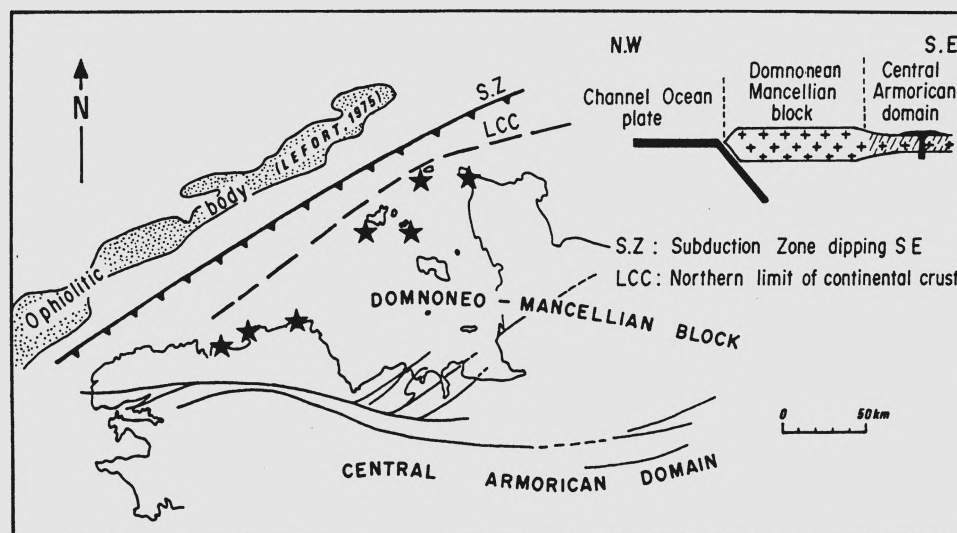 N.W
S.E
Domnonean
Mancellian
block
Central
Armorican
domain
Channel Ocean
plate
N
S.Z
LCC
Ophiolitic body (LEFORT, 1975)
S.Z : Subduction Zone dipping S E
LCC : Northern limit of continental crust
DOMNONEO - MANCELLIAN BLOCK
0 50km
CENTRAL ARMORICAN DOMAIN